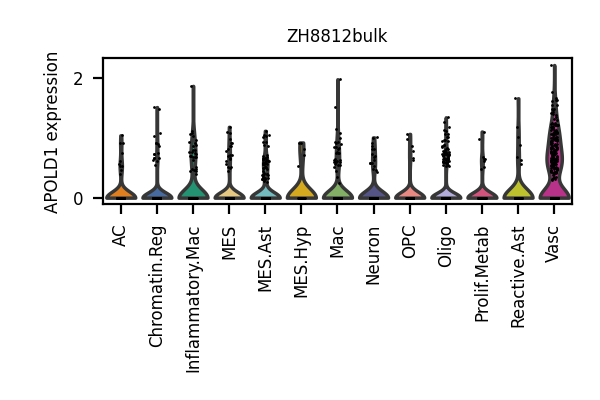 ZH8812bulk
APOLD1 expression
2
0
AC
Chromatin.Reg
Inflammatory.Mac
MES
MES.Ast
MES.Hyp
Mac
Neuron
OPC
Oligo
Prolif.Metab
Reactive.Ast
Vasc